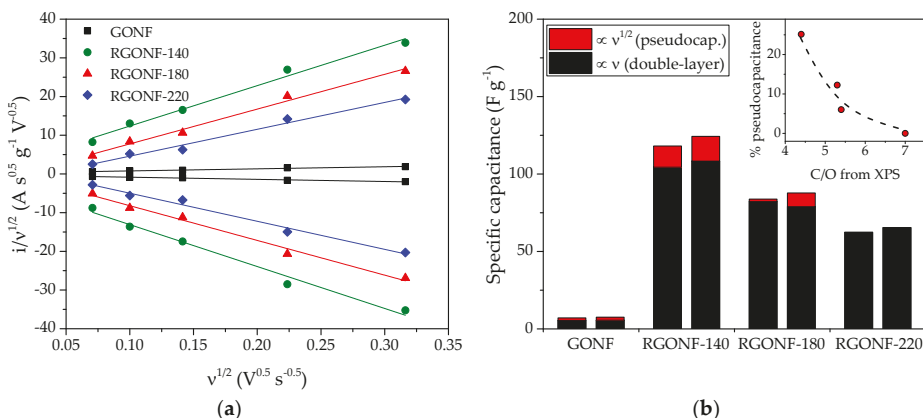 40
30
20
10
0
-10
-20
-30
-40
i/ν^1/2 (A s^0.5 g^-1 V^-0.5)
GONF
RGONF-140
RGONF-180
RGONF-220
0.05 0.10 0.15 0.20 0.25 0.30 0.35
ν^1/2 (V^0.5 s^-0.5)
(a)
200
150
100
50
0
Specific capacitance (F g^-1)
∝ ν^1/2 (pseudocap.)
∝ ν (double-layer)
% pseudocapacitance
30
20
10
0
4 5 6 7
C/O from XPS
GONF RGONF-140 RGONF-180 RGONF-220
(b)